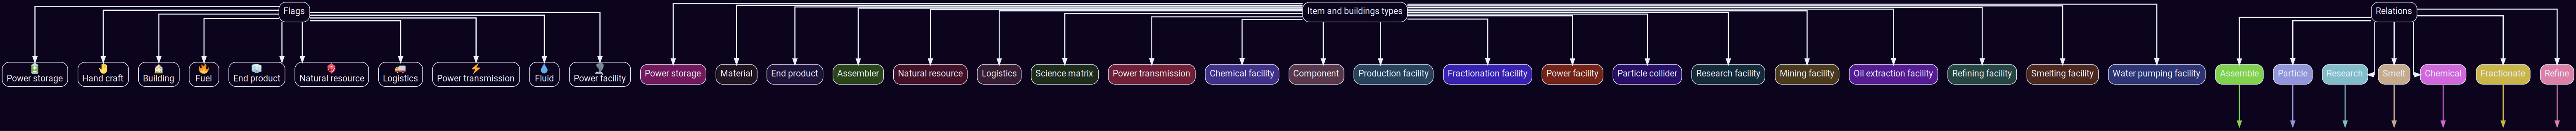 Flags
Item and buildings types
Relations
Power storage
Hand craft
Building
Fuel
End product
Natural resource
Logistics
Power transmission
Fluid
Power facility
Power storage
Material
End product
Assembler
Natural resource
Logistics
Science matrix
Power transmission
Chemical facility
Component
Production facility
Fractionation facility
Power facility
Particle collider
Research facility
Mining facility
Oil extraction facility
Refining facility
Smelting facility
Water pumping facility
Assemble
Particle
Research
Smelt
Chemical
Fractionate
Refine